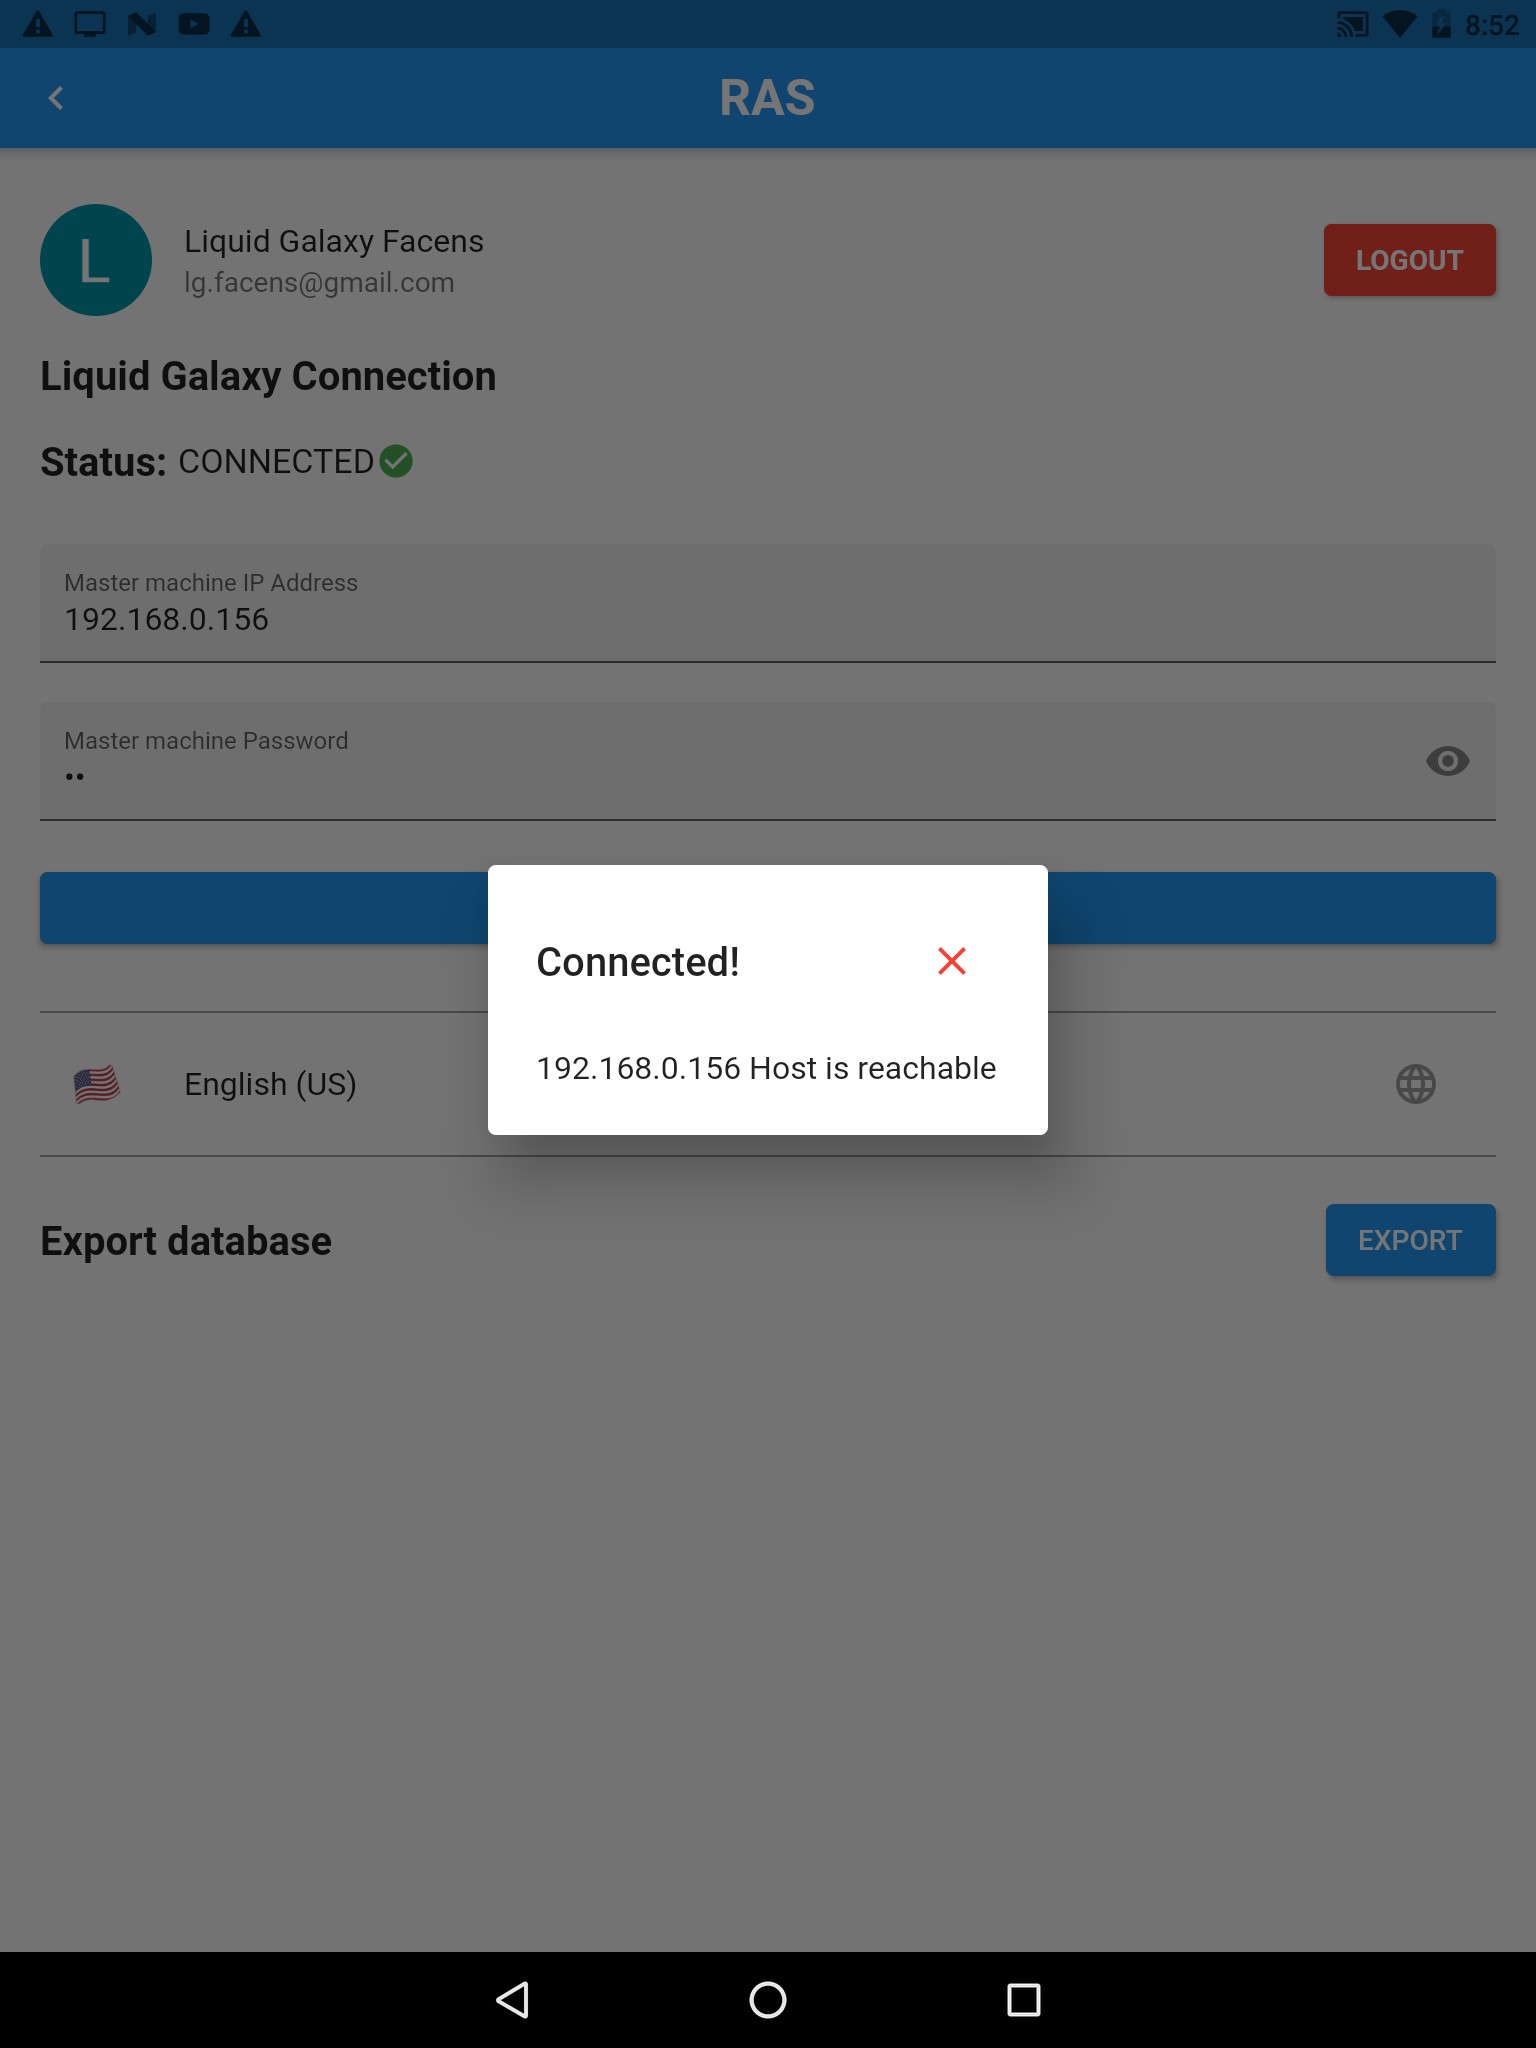 8:52
RAS
L
Liquid Galaxy Facens
lg.facens@gmail.com
LOGOUT
Liquid Galaxy Connection
Status: CONNECTED
Master machine IP Address
192.168.0.156
Master machine Password
••
Connected!
192.168.0.156 Host is reachable
English (US)
Export database
EXPORT